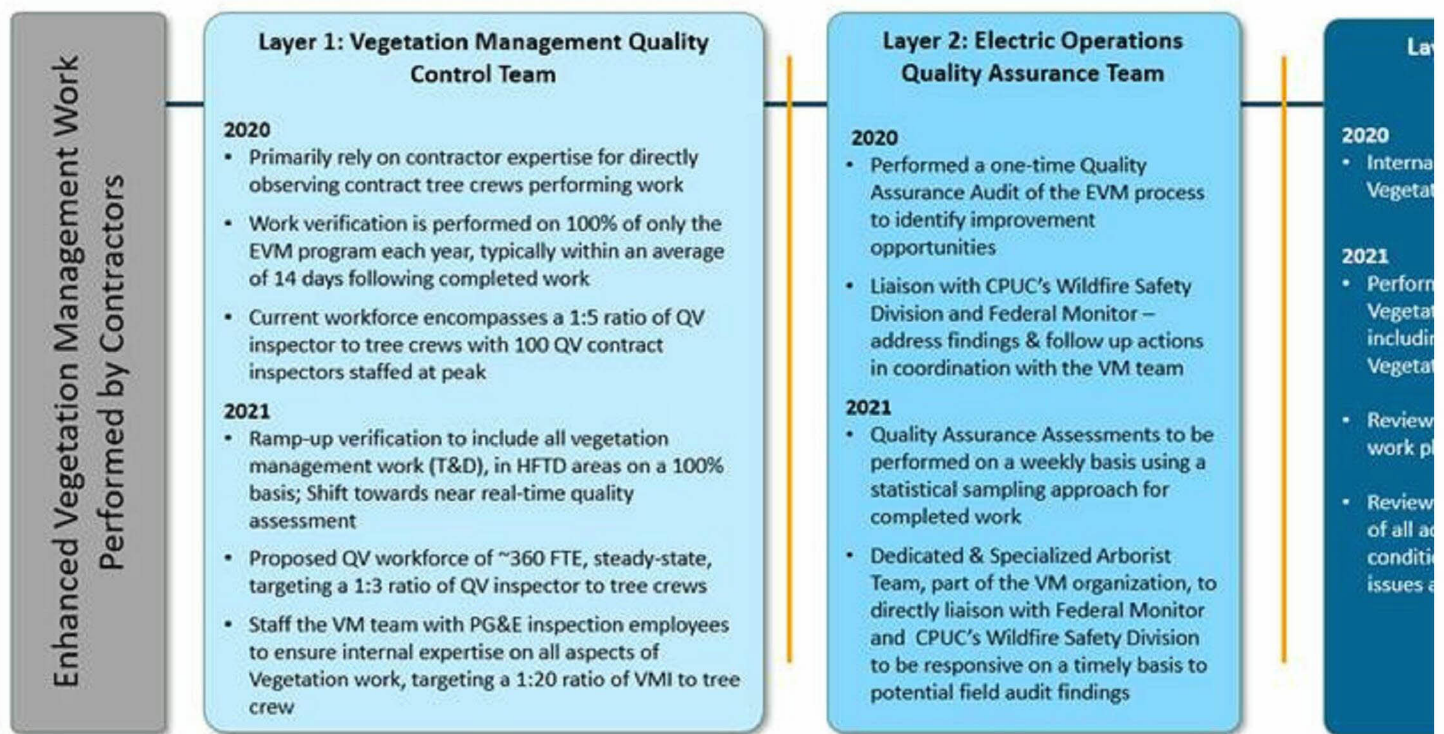 Enhanced Vegetation Management Work
Performed by Contractors
Layer 1: Vegetation Management Quality
Control Team
2020
• Primarily rely on contractor expertise for directly
observing contract tree crews performing work
• Work verification is performed on 100% of only the
EVM program each year, typically within an average
of 14 days following completed work
• Current workforce encompasses a 1:5 ratio of QV
inspector to tree crews with 100 QV contract
inspectors staffed at peak
2021
• Ramp-up verification to include all vegetation
management work (T&D), in HFTD areas on a 100%
basis; Shift towards near real-time quality
assessment
• Proposed QV workforce of ~360 FTE, steady-state,
targeting a 1:3 ratio of QV inspector to tree crews
• Staff the VM team with PG&E inspection employees
to ensure internal expertise on all aspects of
Vegetation work, targeting a 1:20 ratio of VMI to tree
crew
Layer 2: Electric Operations
Quality Assurance Team
2020
• Performed a one-time Quality
Assurance Audit of the EVM process
to identify improvement
opportunities
• Liaison with CPUC's Wildfire Safety
Division and Federal Monitor –
address findings & follow up actions
in coordination with the VM team
2021
• Quality Assurance Assessments to be
performed on a weekly basis using a
statistical sampling approach for
completed work
• Dedicated & Specialized Arborist
Team, part of the VM organization, to
directly liaison with Federal Monitor
and CPUC's Wildfire Safety Division
to be responsive on a timely basis to
potential field audit findings
2020
2021
• Review
work
• Review
of all
issues